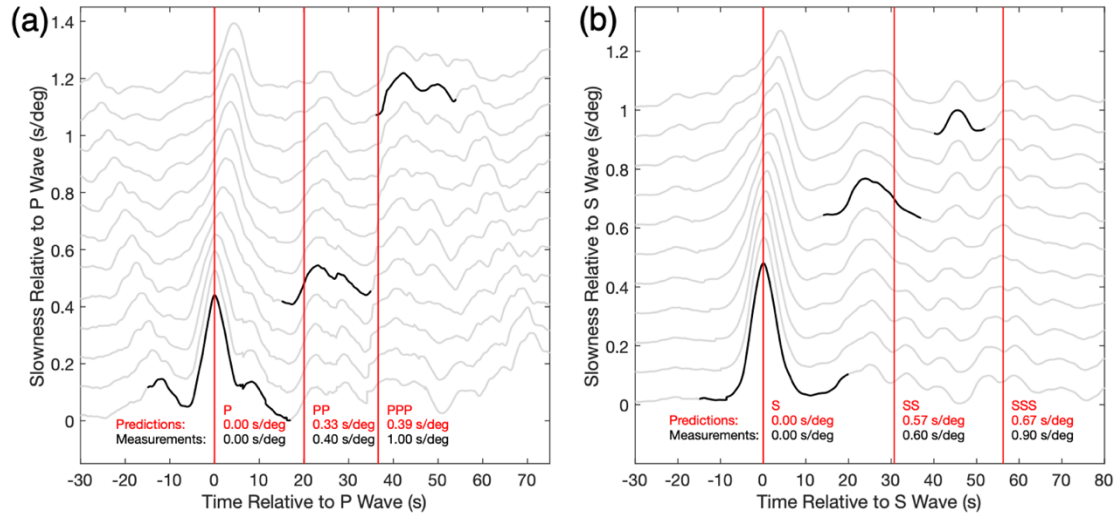 (a)
Slowness Relative to P Wave (s/deg)
1.4
1.2
1
0.8
0.6
0.4
0.2
0
P PP PPP
Predictions: 0.00 s/deg 0.33 s/deg 0.39 s/deg
Measurements: 0.00 s/deg 0.40 s/deg 1.00 s/deg
-30 -20 -10 0 10 20 30 40 50 60 70
Time Relative to P Wave (s)
(b)
Slowness Relative to S Wave (s/deg)
1.2
1
0.8
0.6
0.4
0.2
0
S SS SSS
Predictions: 0.00 s/deg 0.57 s/deg 0.67 s/deg
Measurements: 0.00 s/deg 0.60 s/deg 0.90 s/deg
-30 -20 -10 0 10 20 30 40 50 60 70 80
Time Relative to S Wave (s)